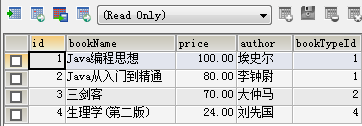 (Read Only)
id bookName price author bookTypeId
1 Java编程思想 100.00 埃史尔 1
2 Java从入门到精通 80.00 李钟尉 1
3 三剑客 70.00 大仲马 2
4 生理学(第二版) 24.00 刘先国 4